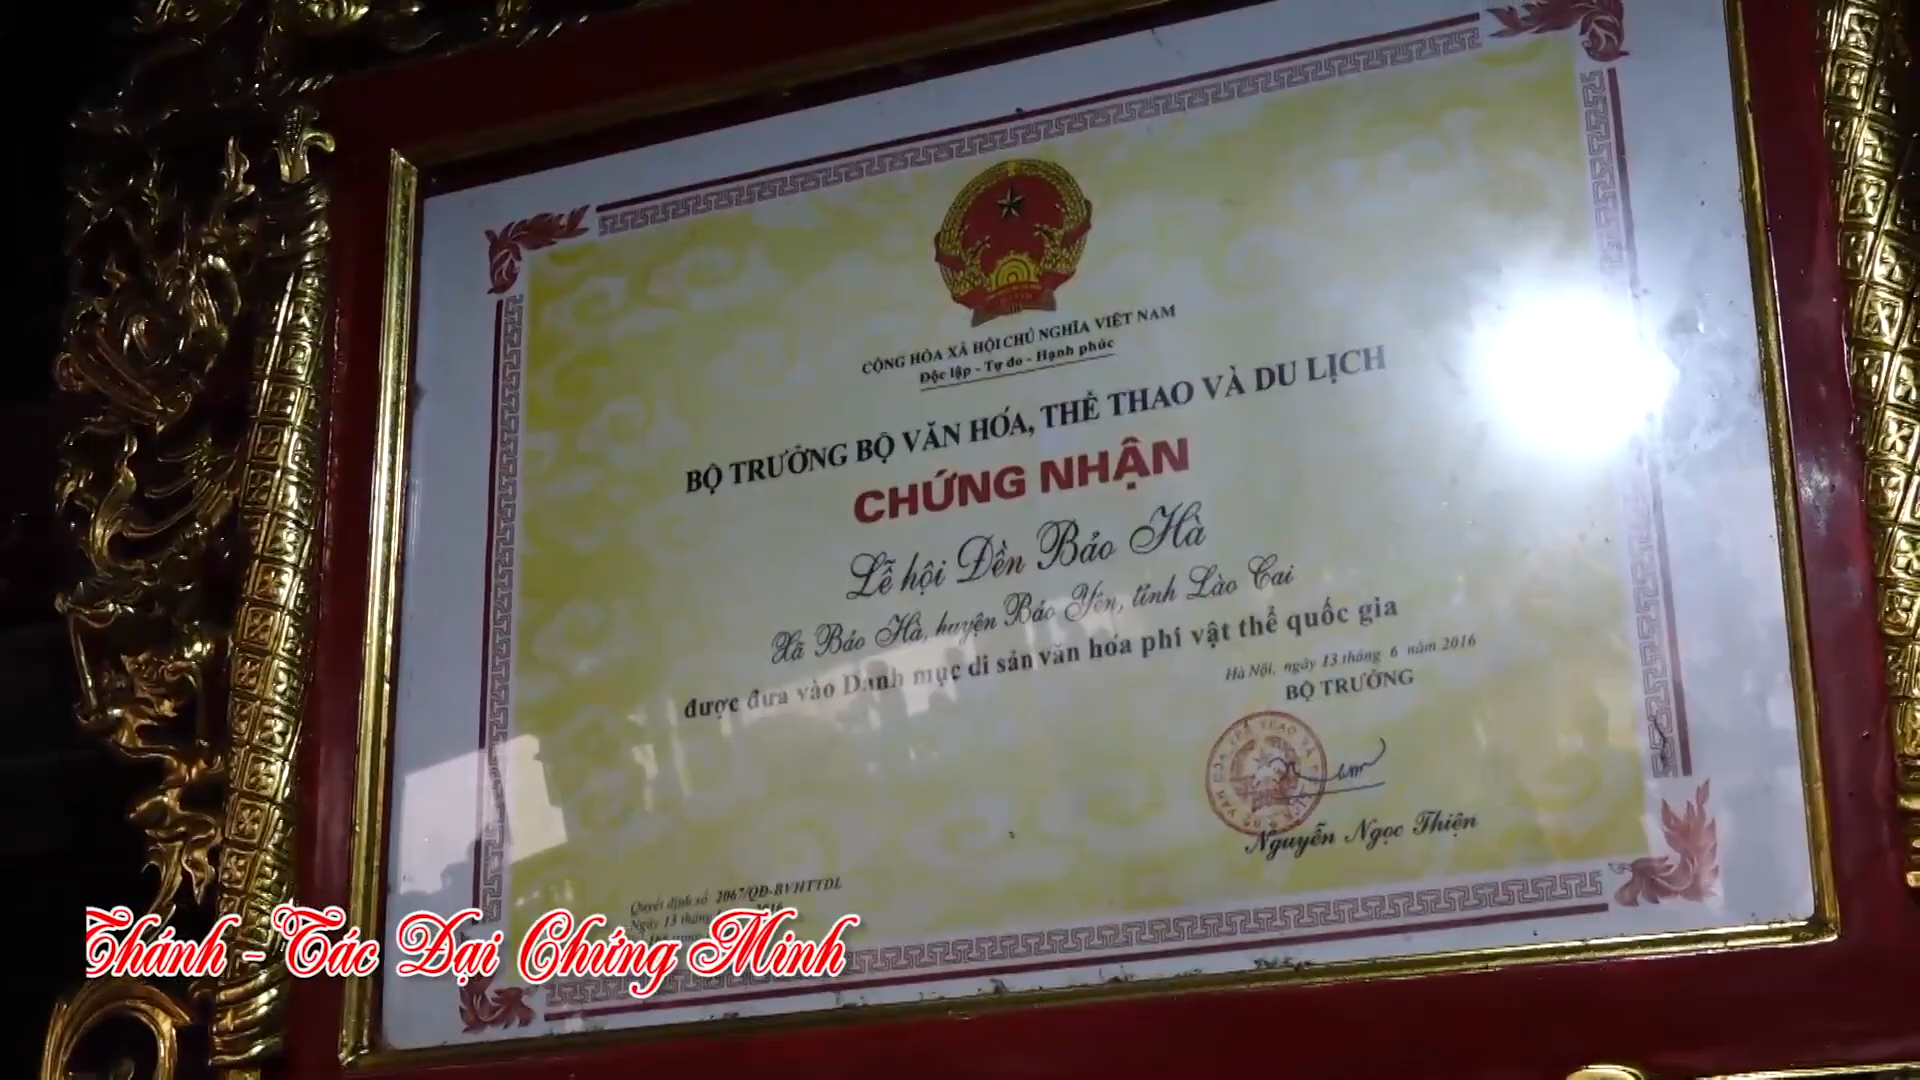 CỘNG HÒA XÃ HỘI CHỦ NGHĨA VIỆT NAM
Độc lập - Tự do - Hạnh phúc
BỘ TRƯỞNG BỘ VĂN HÓA, THỂ THAO VÀ DU LỊCH
CHỨNG NHẬN
Lễ hội Đền Bảo Hà
Xã Bảo Hà, huyện Bảo Yên, tỉnh Lào Cai
được đưa vào Danh mục di sản văn hóa phi vật thể quốc gia
Hà Nội, ngày 13 tháng 6 năm 2016
BỘ TRƯỞNG
Nguyễn Ngọc Thiện
Quyết định số 2067/QĐ-BVHTTDL
Ngày 13 tháng 2016
Thánh - Tác Đại Chứng Minh